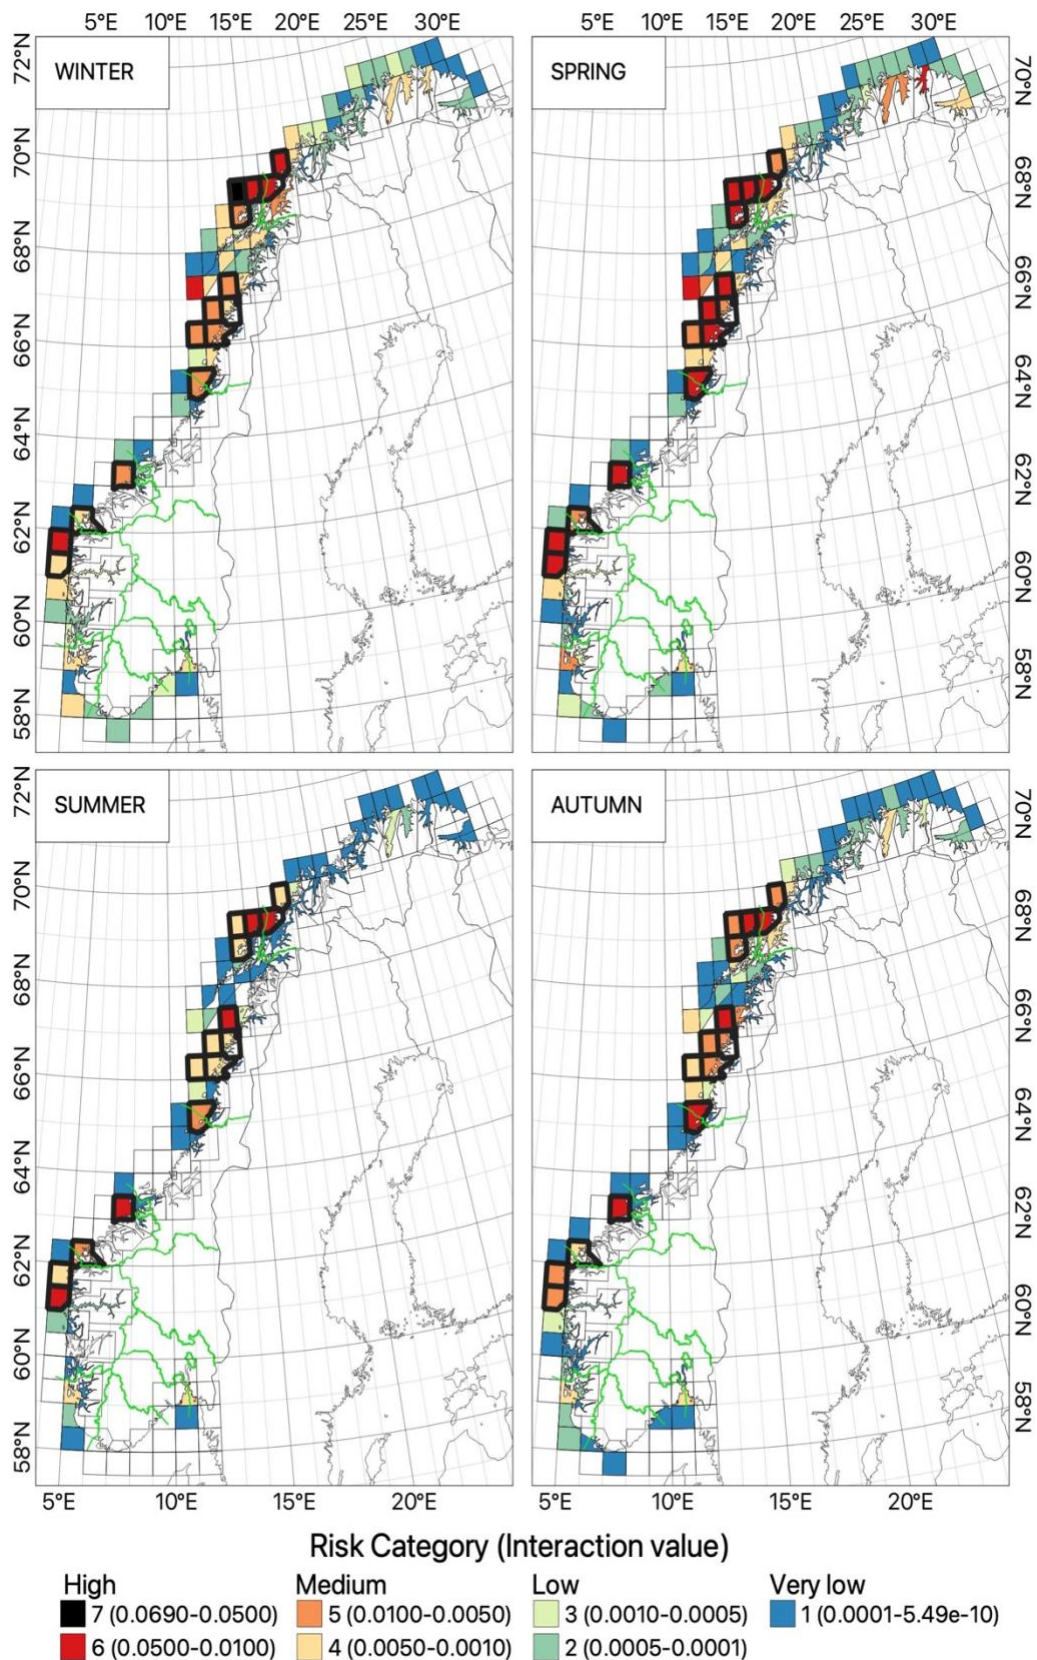 5°E 10°E 15°E 20°E 25°E 30°E 5°E 10°E 15°E 20°E 25°E 30°E
72°N
WINTER
SPRING
70°N
70°N
68°N
68°N
66°N
66°N
64°N
64°N
62°N
62°N
60°N
60°N
58°N
58°N
72°N
SUMMER
AUTUMN
70°N
70°N
68°N
68°N
66°N
66°N
64°N
64°N
62°N
62°N
60°N
60°N
58°N
58°N
5°E 10°E 15°E 20°E 5°E 10°E 15°E 20°E
Risk Category (Interaction value)
High Medium Low Very low
7 (0.0690-0.0500) 5 (0.0100-0.0050) 3 (0.0010-0.0005) 1 (0.0001-5.49e-10)
6 (0.0500-0.0100) 4 (0.0050-0.0010) 2 (0.0005-0.0001)